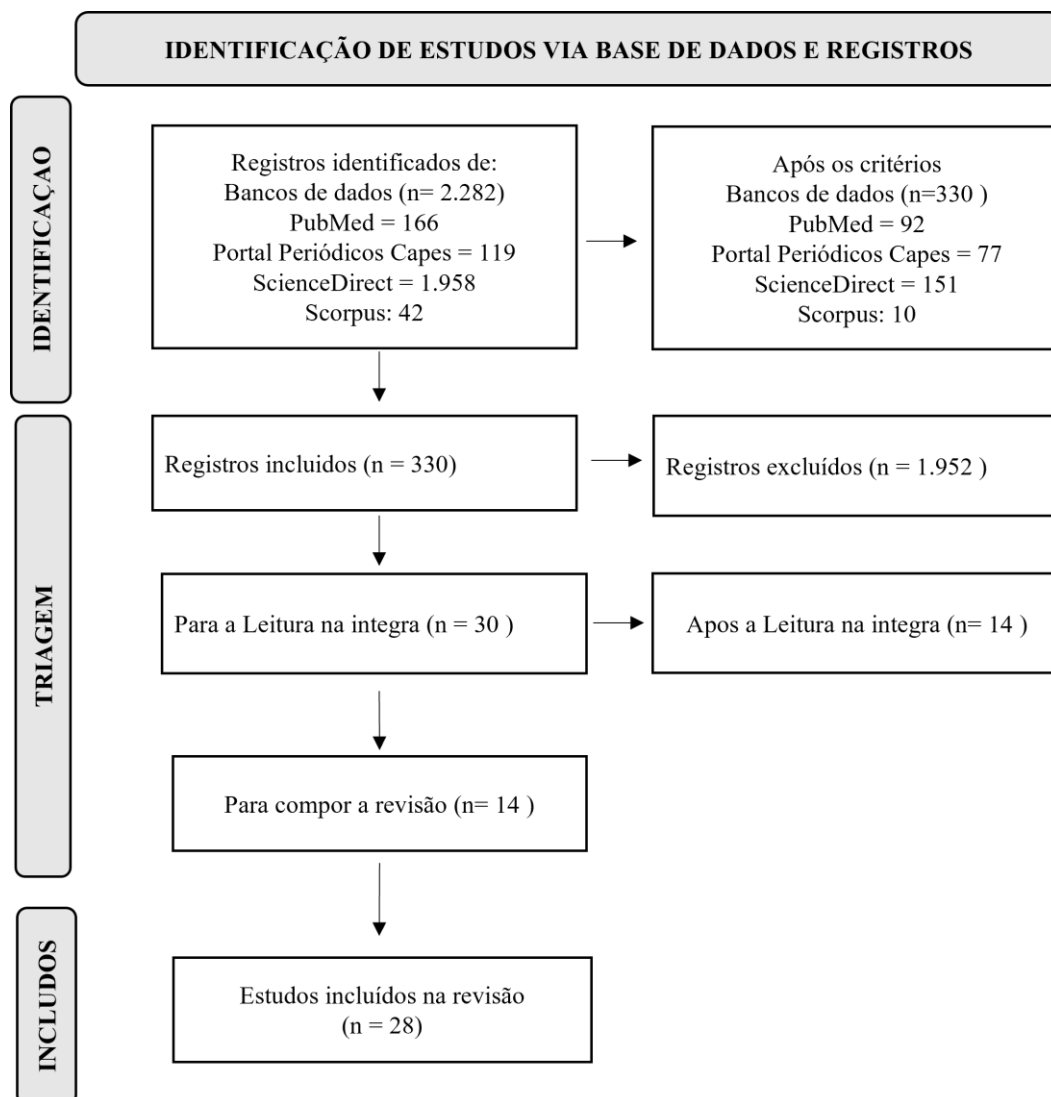 IDENTIFICAÇÃO DE ESTUDOS VIA BASE DE DADOS E REGISTROS
IDENTIFICAÇAO
Registros identificados de:
Bancos de dados (n= 2.282)
PubMed = 166
Portal Periódicos Capes = 119
ScienceDirect = 1.958
Scorpus: 42
Após os critérios
Bancos de dados (n=330 )
PubMed = 92
Portal Periódicos Capes = 77
ScienceDirect = 151
Scorpus: 10
TRIAGEM
Registros incluidos (n = 330)
Registros excluídos (n = 1.952 )
Para a Leitura na integra (n = 30 )
Apos a Leitura na integra (n= 14 )
Para compor a revisão (n= 14 )
INCLUDOS
Estudos incluídos na revisão
(n = 28)